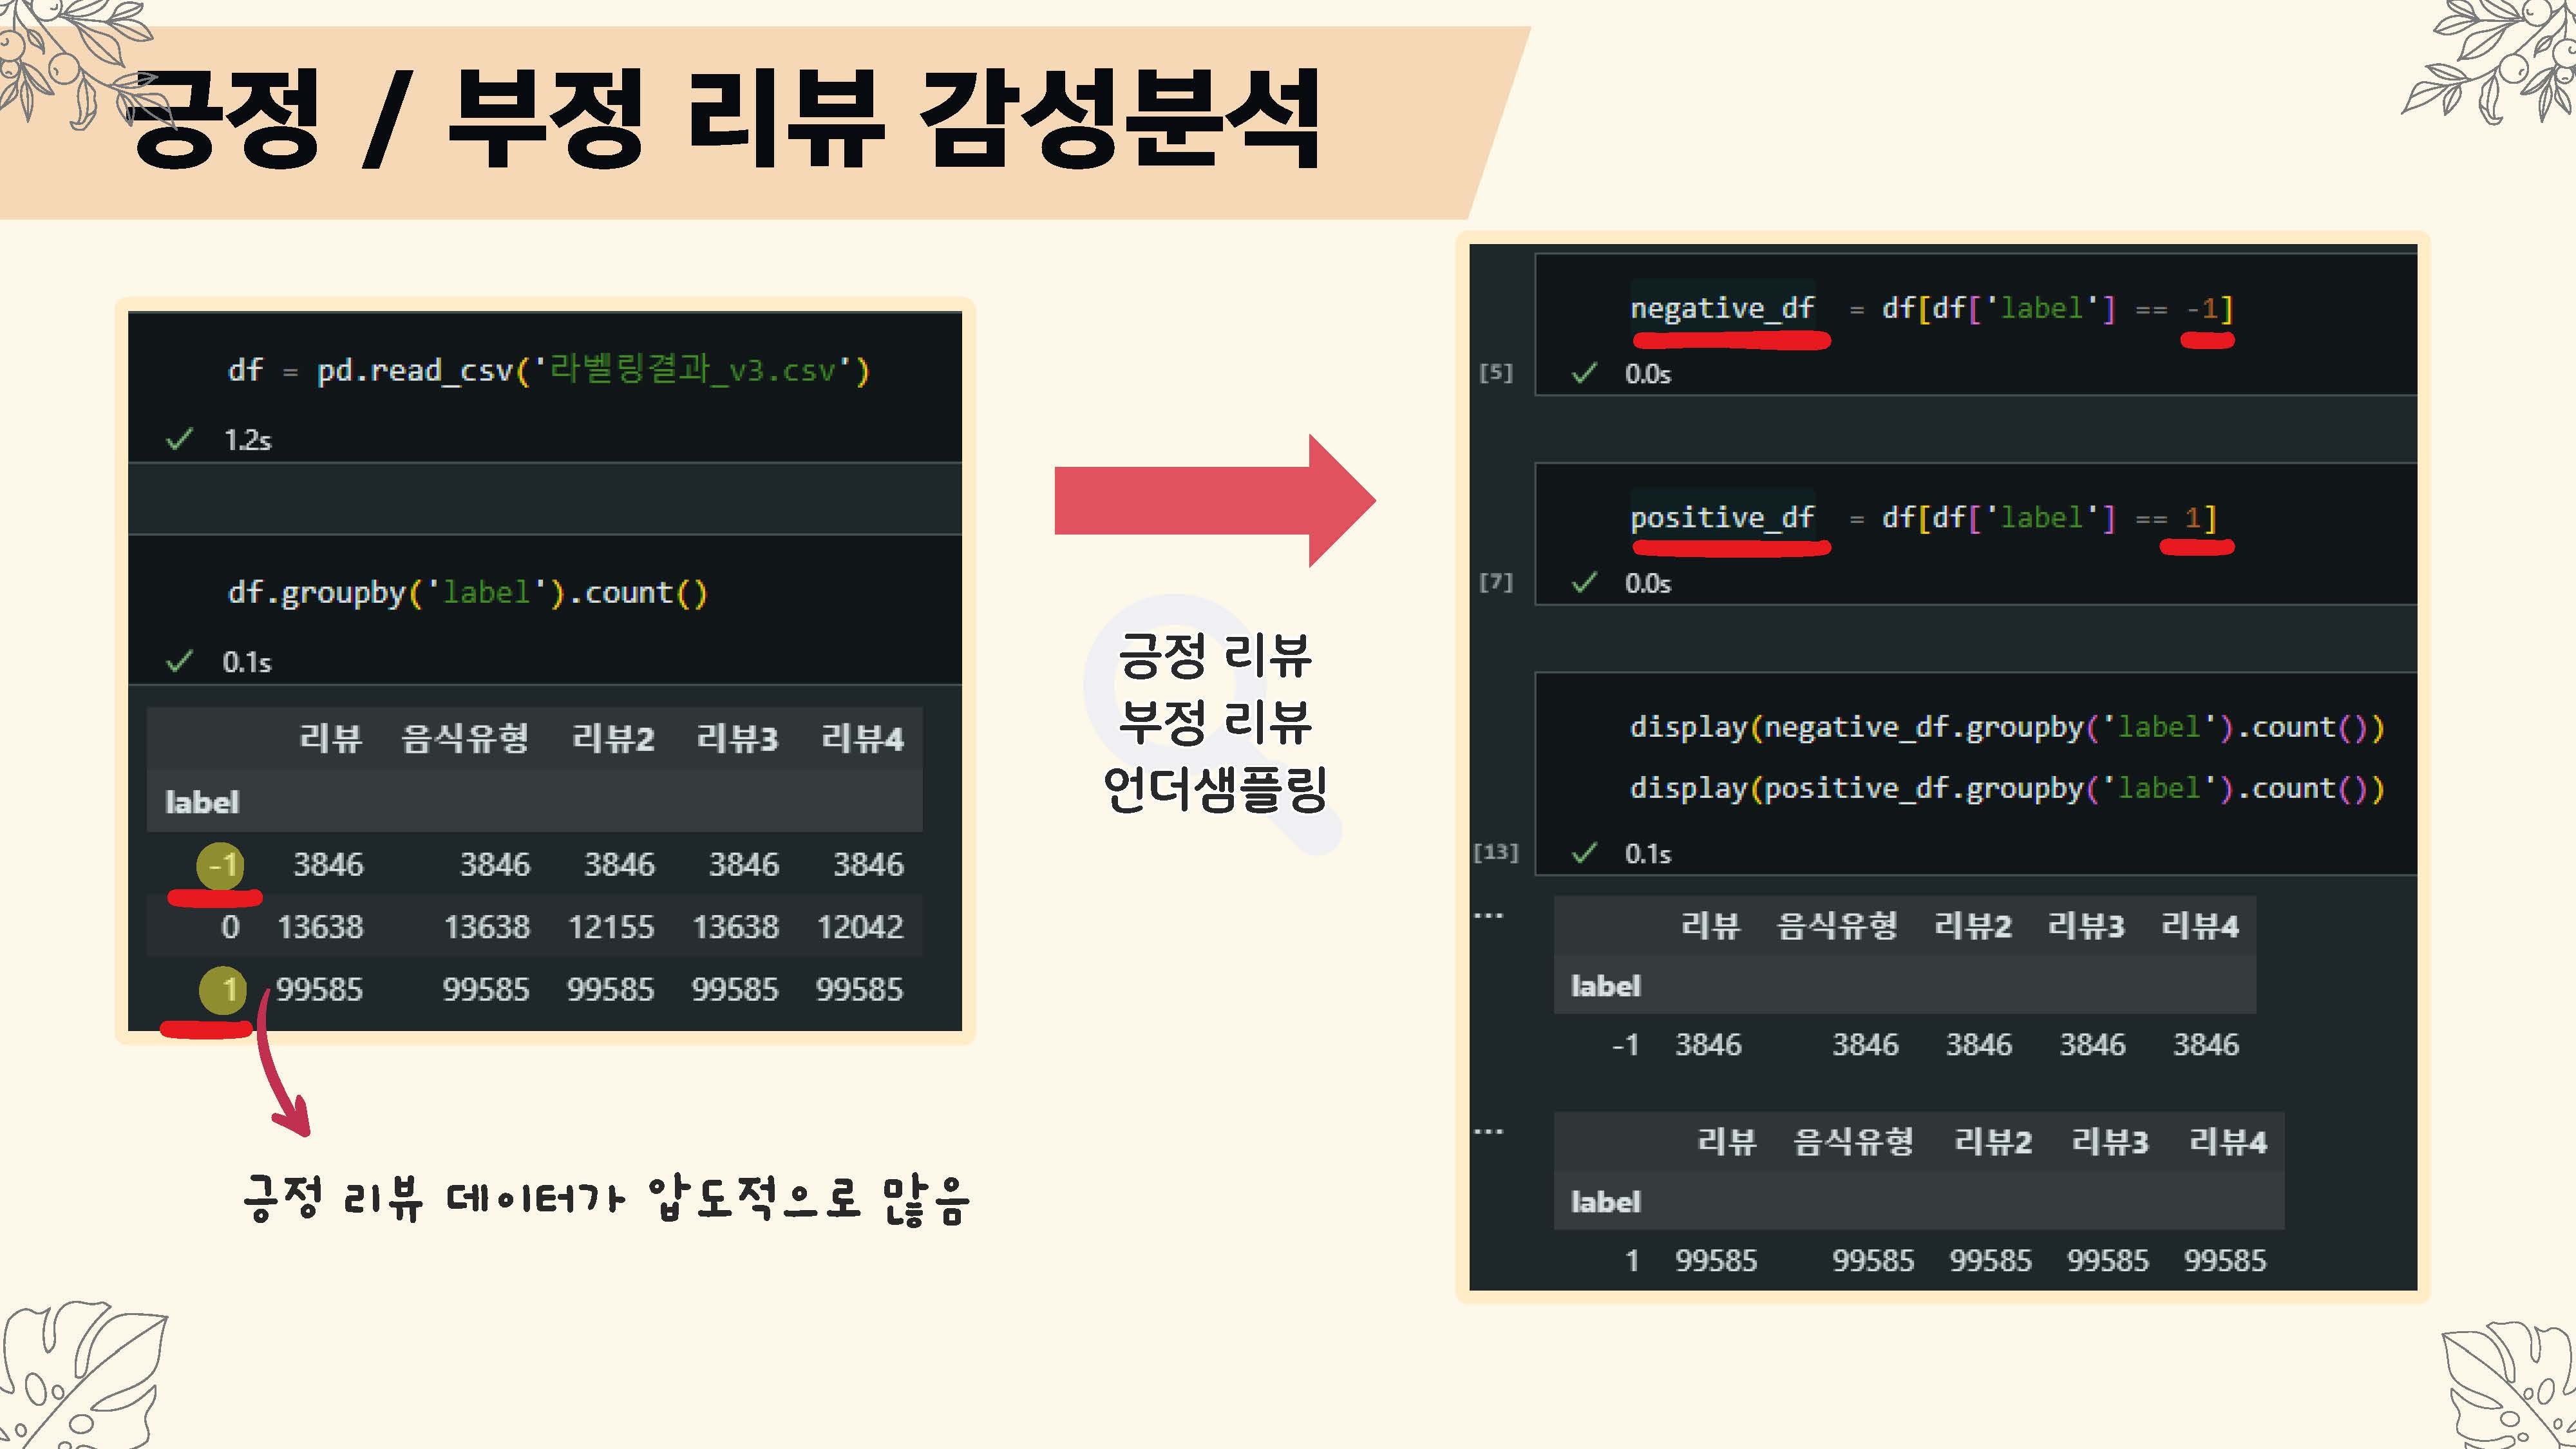 긍정 / 부정 리뷰 감성분석
df = pd.read_csv('라벨링결과_v3.csv')
1.2s
df.groupby('label').count()
0.1s
리뷰 음식유형 리뷰2 리뷰3 리뷰4
label
-1 3846 3846 3846 3846 3846
0 13638 13638 12155 13638 12042
1 99585 99585 99585 99585 99585
긍정 리뷰 데이터가 압도적으로 많음
긍정 리뷰
부정 리뷰
언더샘플링
negative_df = df[df['label'] == -1]
[5] 0.0s
positive_df = df[df['label'] == 1]
[7] 0.0s
display(negative_df.groupby('label').count())
display(positive_df.groupby('label').count())
[13] 0.1s
...
리뷰 음식유형 리뷰2 리뷰3 리뷰4
label
-1 3846 3846 3846 3846 3846
...
리뷰 음식유형 리뷰2 리뷰3 리뷰4
label
1 99585 99585 99585 99585 99585